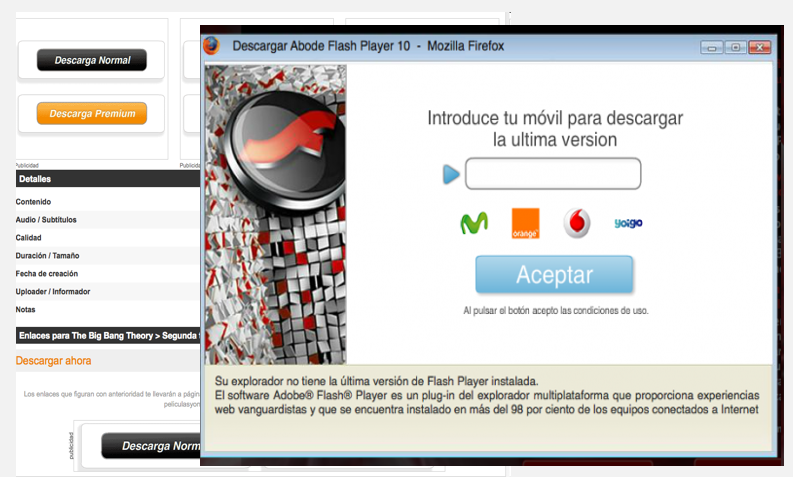 Descarga Normal
Descarga Premium
Publicidad
Publicida
Detalles
Contenido
Audio / Subtítulos
Calidad
Duración / Tamaño
Fecha de creación
Uploader / Informador
Notas
Enlaces para The Big Bang Theory > Segunda
Descargar ahora
Los enlaces que figuran con anterioridad te llevarán a págin
peliculasyon
publicidad
Descarga Norm
Descargar Abode Flash Player 10 - Mozilla Firefox
Introduce tu móvil para descargar
la ultima version
orange
yoigo
Aceptar
Al pulsar el botón acepto las condiciones de uso.
Su explorador no tiene la última versión de Flash Player instalada.
El software Adobe® Flash® Player es un plug-in del explorador multiplataforma que proporciona experiencias
web vanguardistas y que se encuentra instalado en más del 98 por ciento de los equipos conectados a Internet